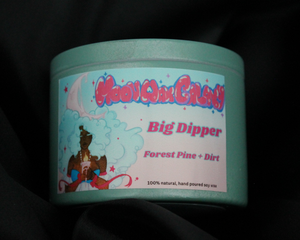 Big Dipper
Forest Pine + Dirt
100% natural, hand poured soy wax